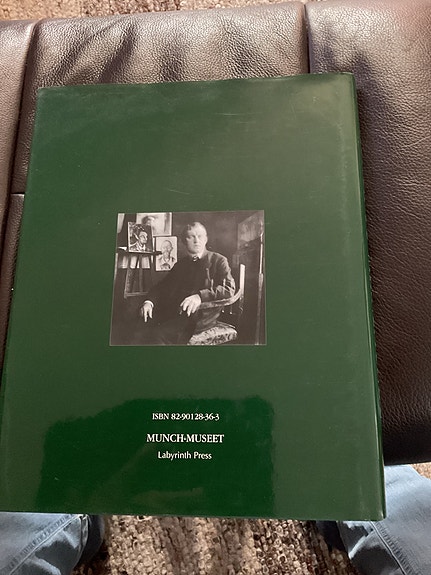 ISBN 82-90128-36-3
MUNCH-MUSEET
Labyrinth Press